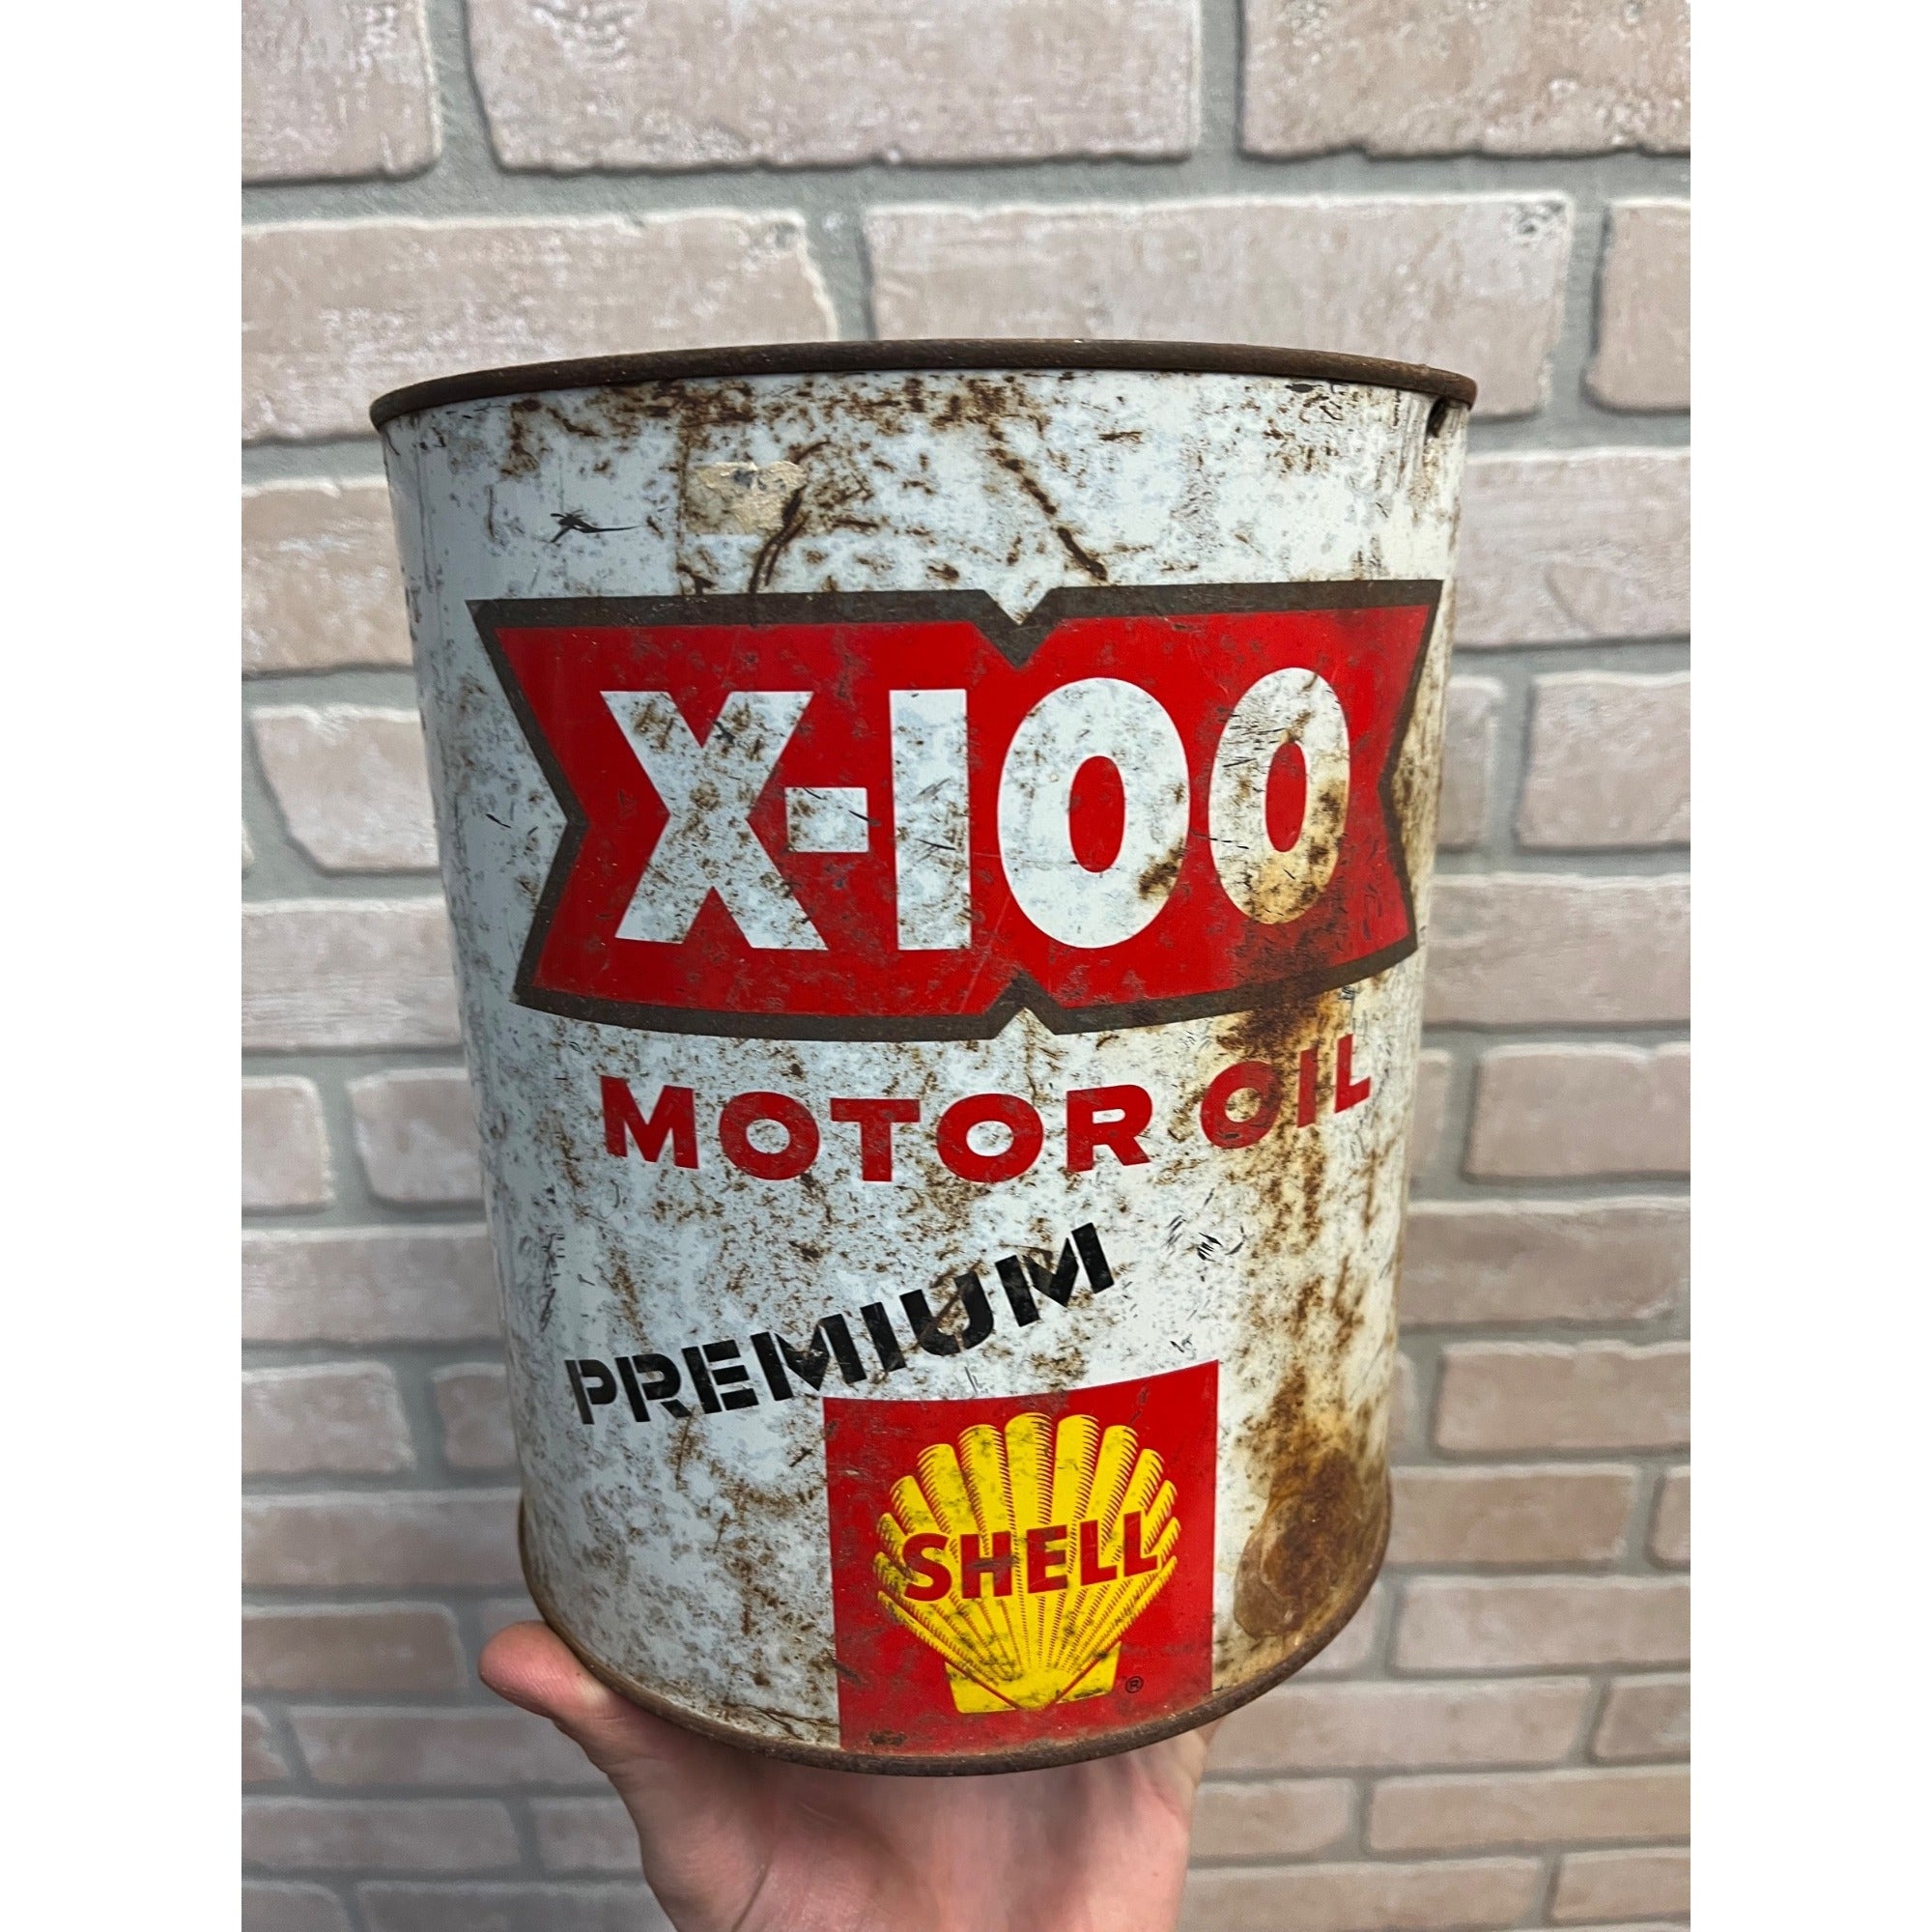 X-100
MOTOR OIL
PREMIUM
SHELL
®